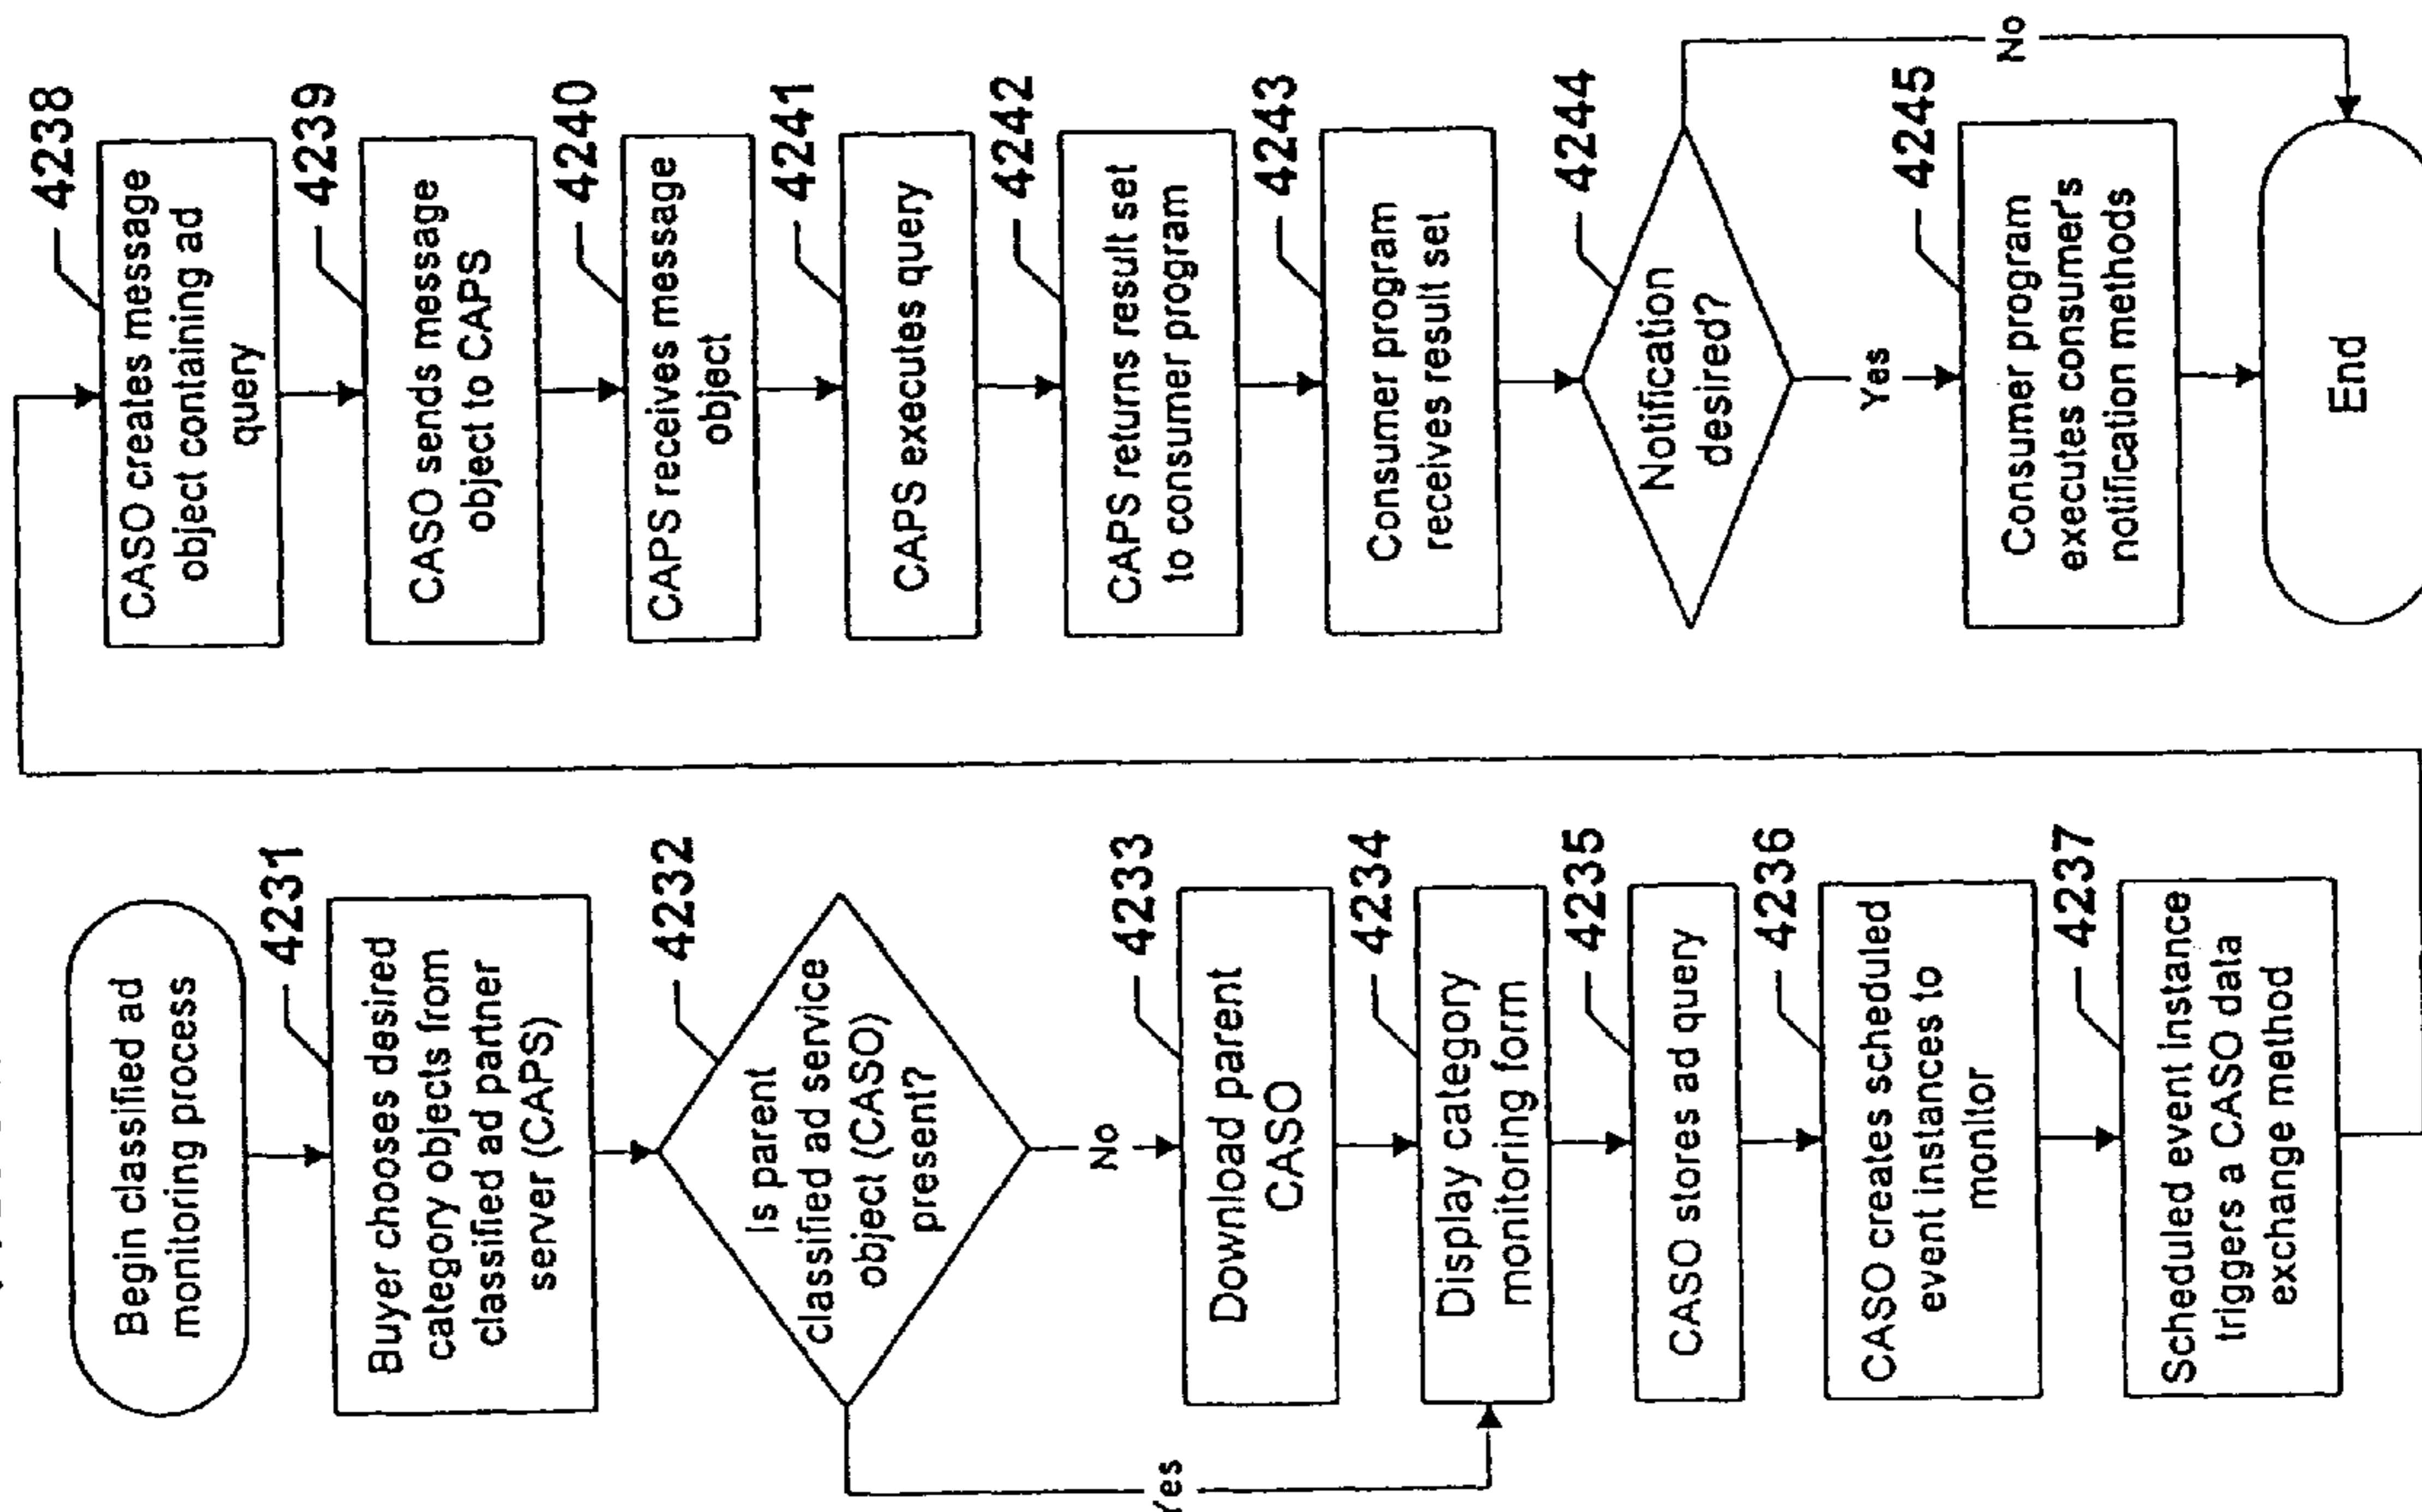 Begin classified ad
monitoring process
4231
Buyer chooses desired
category objects from
classified ad partner
server (CAPS)
4232
Is parent
classified ad service
object (CASO)
present?
Yes
No
4233
Download parent
CASO
4234
Display category
monitoring form
4235
CASO stores ad query
4236
CASO creates scheduled
event instances to
monitor
4237
Scheduled event instance
triggers a CASO data
exchange method
4238
CASO creates message
object containing ad
query
4239
CASO sends message
object to CAPS
4240
CAPS receives message
object
4241
CAPS executes query
4242
CAPS returns result set
to consumer program
4243
Consumer program
receives result set
4244
Notification
desired?
No
Yes
4245
Consumer program
executes consumer's
notification methods
End